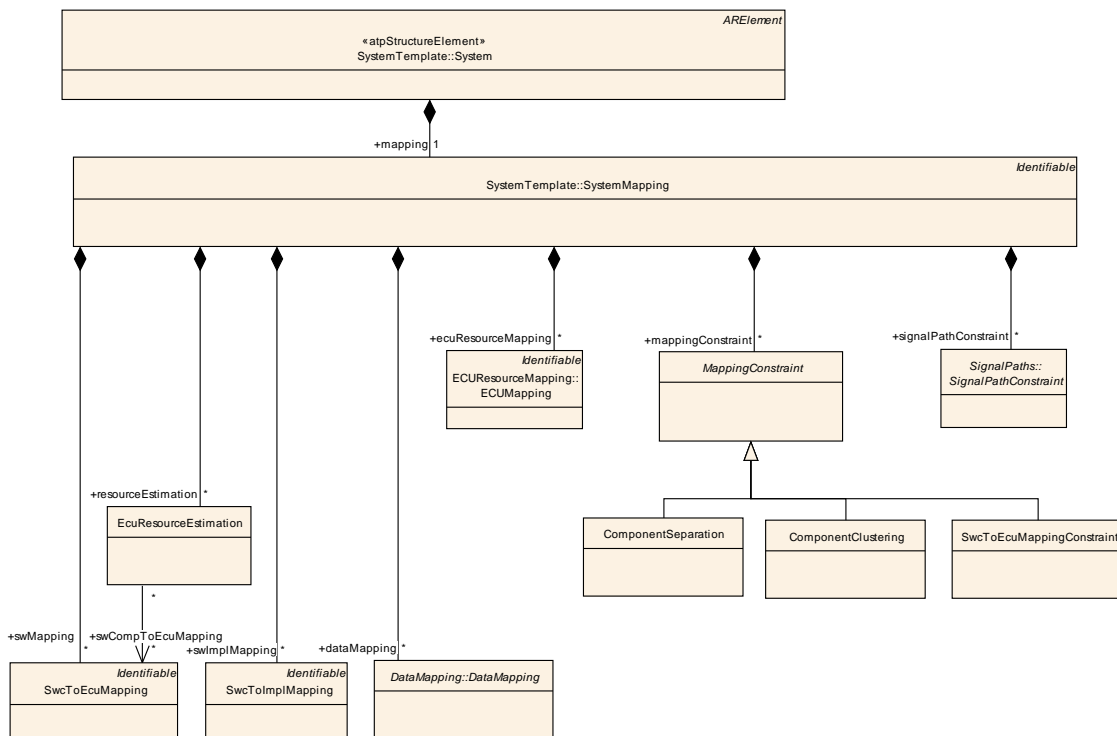 ARElement
«atpStructureElement»
SystemTemplate::System
+mapping 1
Identifiable
SystemTemplate::SystemMapping
+ecuResourceMapping *
+mappingConstraint *
+signalPathConstraint *
Identifiable
ECUResourceMapping::
ECUMapping
MappingConstraint
SignalPaths::
SignalPathConstraint
+resourceEstimation *
EcuResourceEstimation
ComponentSeparation
ComponentClustering
SwcToEcuMappingConstraint
*
+swMapping
*
+swCompToEcuMapping
*
+swImplMapping *
+dataMapping *
Identifiable
SwcToEcuMapping
Identifiable
SwcToImplMapping
DataMapping::DataMapping